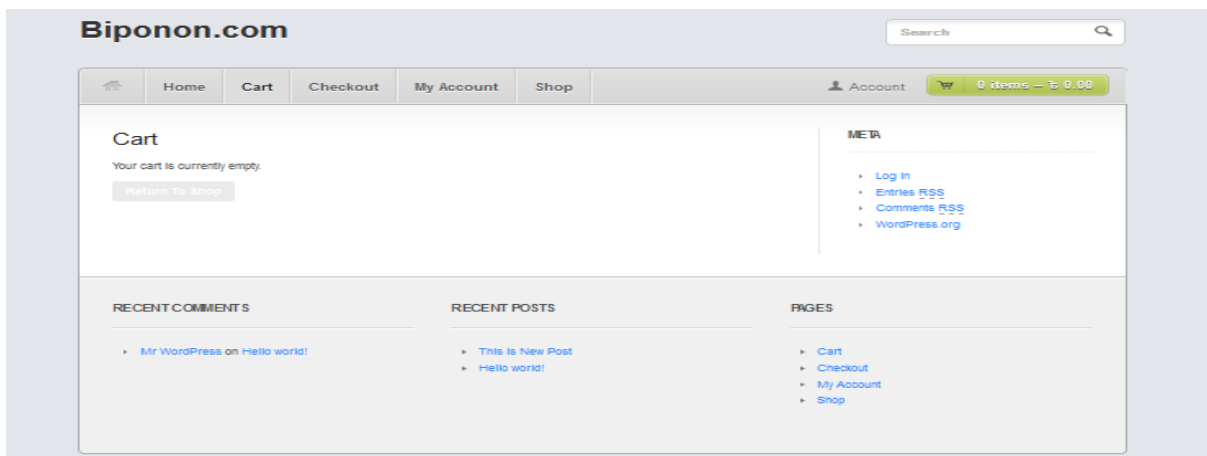 Biponon.com
Search
Home Cart Checkout My Account Shop
Account
0 items – ৳ 0.00
Cart
Your cart is currently empty.
Return To Shop
META
Log In
Entries RSS
Comments RSS
WordPress.org
RECENT COMMENTS
Mr WordPress on Hello world!
RECENT POSTS
This Is New Post
Hello world!
PAGES
Cart
Checkout
My Account
Shop